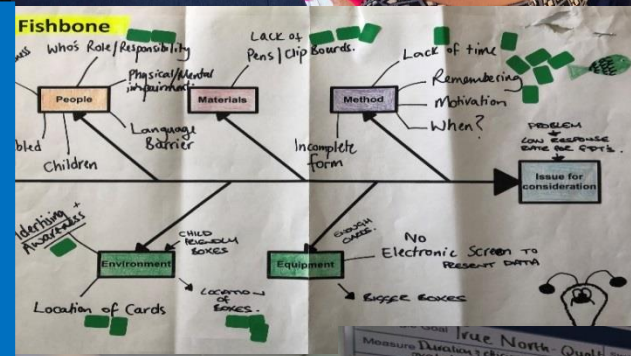 Fishbone
Who's Role/Responsibility
Physical/Mental
impairment
People
Language
Barrier
Children
Lack of
Pens/Clip Boards.
Materials
Lack of time
Remembering
Motivation
When?
Method
Incomplete
form
PROBLEM
LOW RESPONSE
RATE FOR
Issue for
consideration
Awareness
CHILD
FRIENDLY
BOXES
Environment
LOCATION
OF
BOXES.
Location of Cards
ENOUGH
CARDS.
Equipment
No
Electronic Screen TO
PRESENT DATA
BIGGER BOXES
Goal True North - Quali
Measure